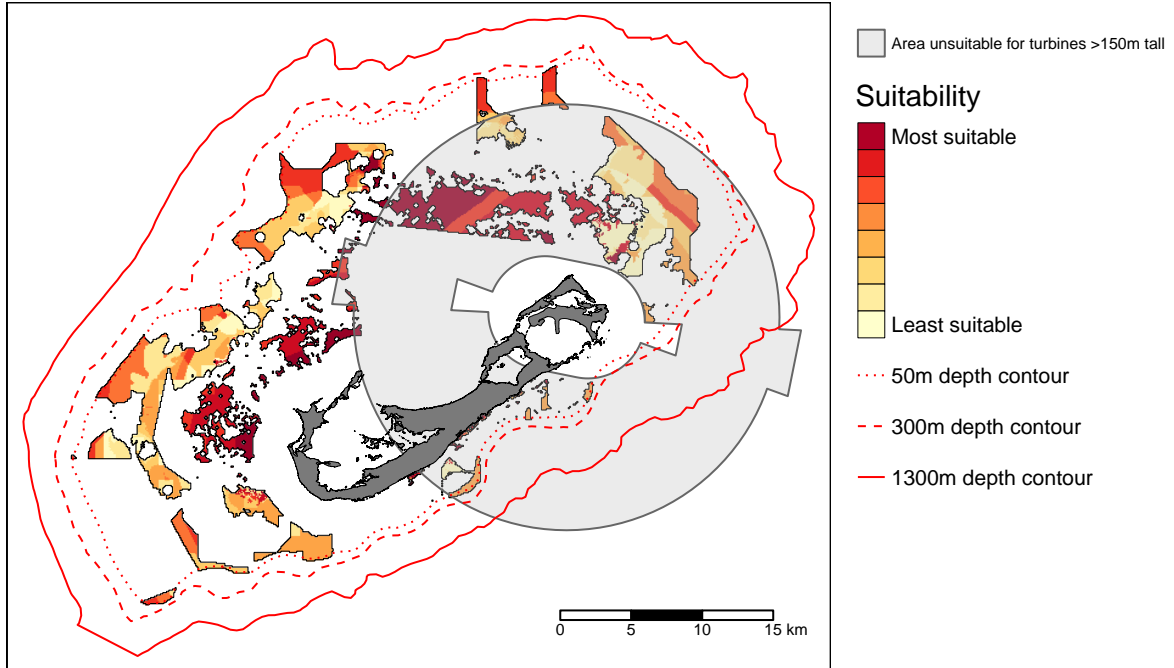 Area unsuitable for turbines >150m tall
Suitability
Most suitable
Least suitable
50m depth contour
300m depth contour
1300m depth contour
0 5 10 15 km